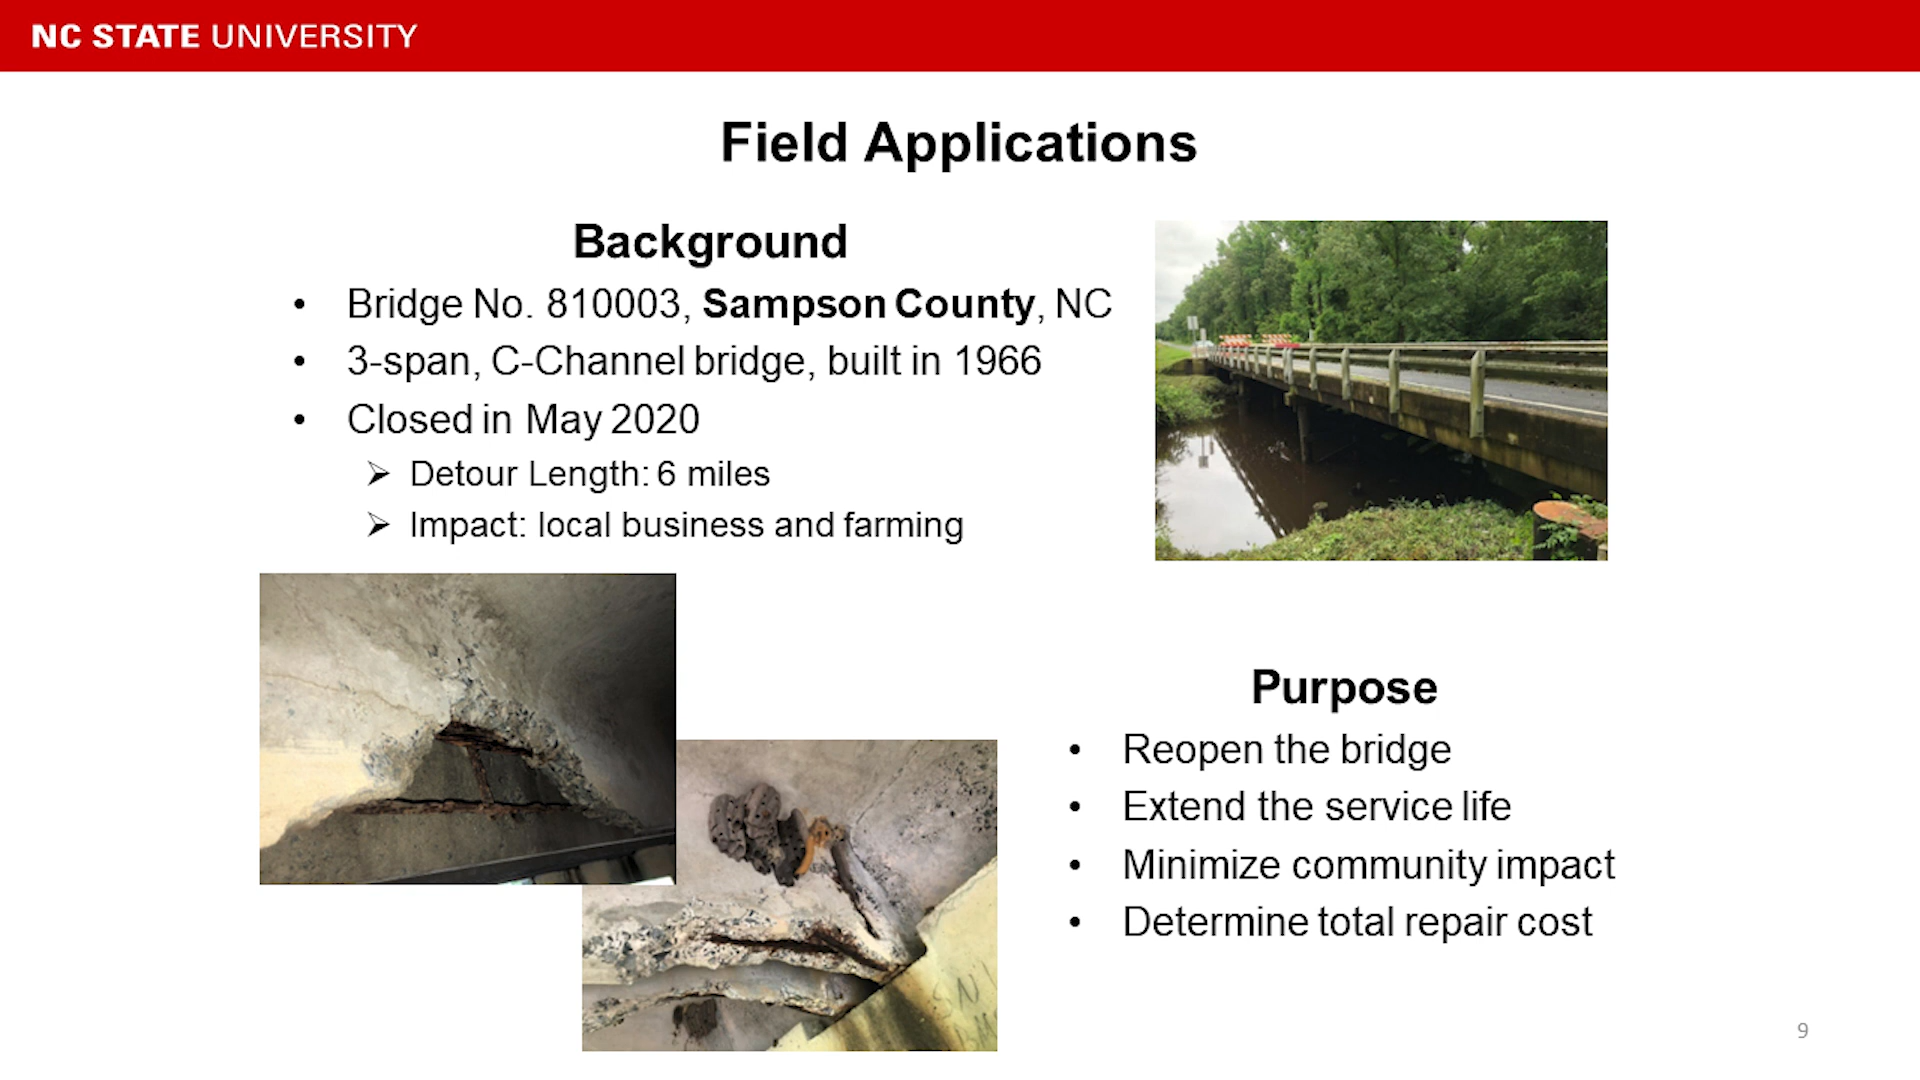 NC STATE UNIVERSITY
Field Applications
Background
• Bridge No. 810003, Sampson County, NC
• 3-span, C-Channel bridge, built in 1966
• Closed in May 2020
➢ Detour Length: 6 miles
➢ Impact: local business and farming
Purpose
• Reopen the bridge
• Extend the service life
• Minimize community impact
• Determine total repair cost
9